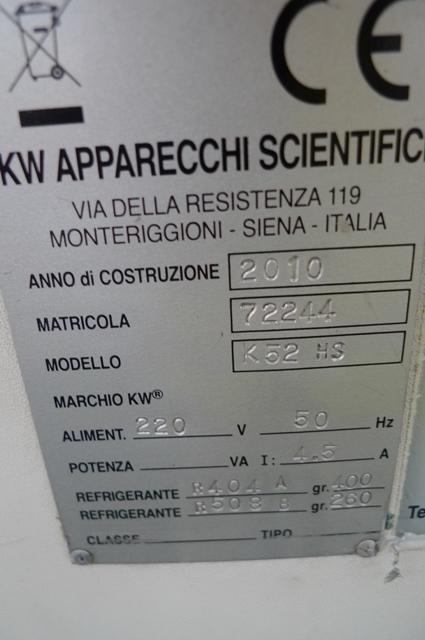 CE
KW APPARECCHI SCIENTIFICI
VIA DELLA RESISTENZA 119
MONTERIGGIONI - SIENA - ITALIA
ANNO di COSTRUZIONE 2010
MATRICOLA 72244
MODELLO K52 HS
MARCHIO KW®
ALIMENT. 220 V 50 Hz
POTENZA VA I: 4.5 A
REFRIGERANTE R404 A gr. 400
REFRIGERANTE R508 B gr. 260
CLASSE TIPO
Te